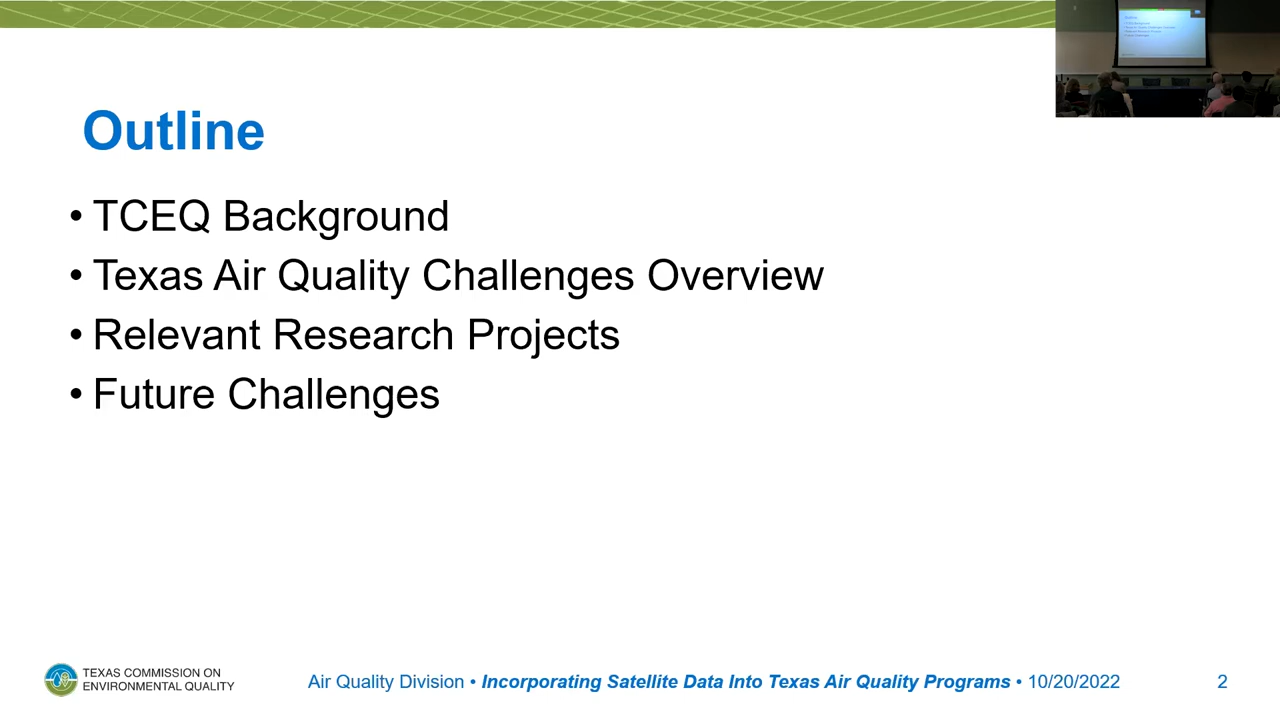 Outline
• TCEQ Background
• Texas Air Quality Challenges Overview
• Relevant Research Projects
• Future Challenges
TEXAS COMMISSION ON
ENVIRONMENTAL QUALITY
Air Quality Division • Incorporating Satellite Data Into Texas Air Quality Programs • 10/20/2022
2